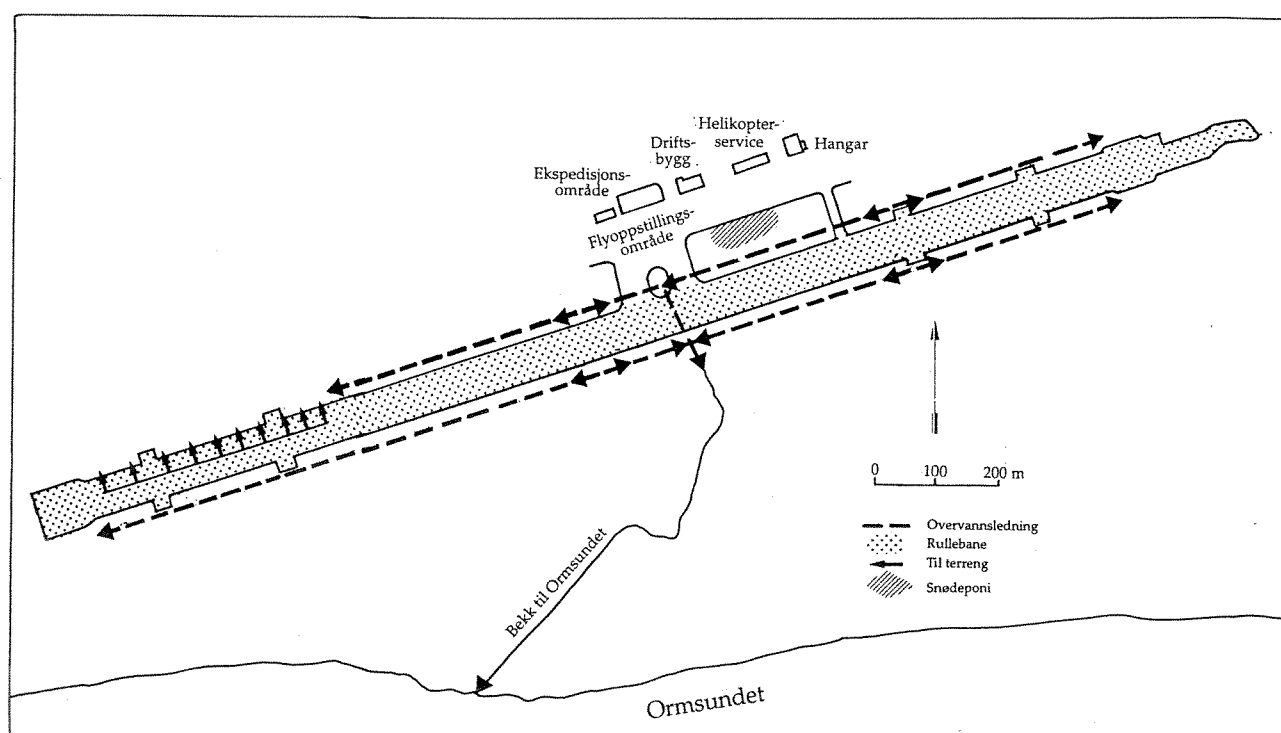 Helikopter-
service
Drifts-
bygg
Hangar
Ekspedisjons-
område
Flyoppstillings-
område
0 100 200 m
Overvannsledning
Rullebane
Til terreng
Snødeponi
Bekk til Ormsundet
Ormsundet